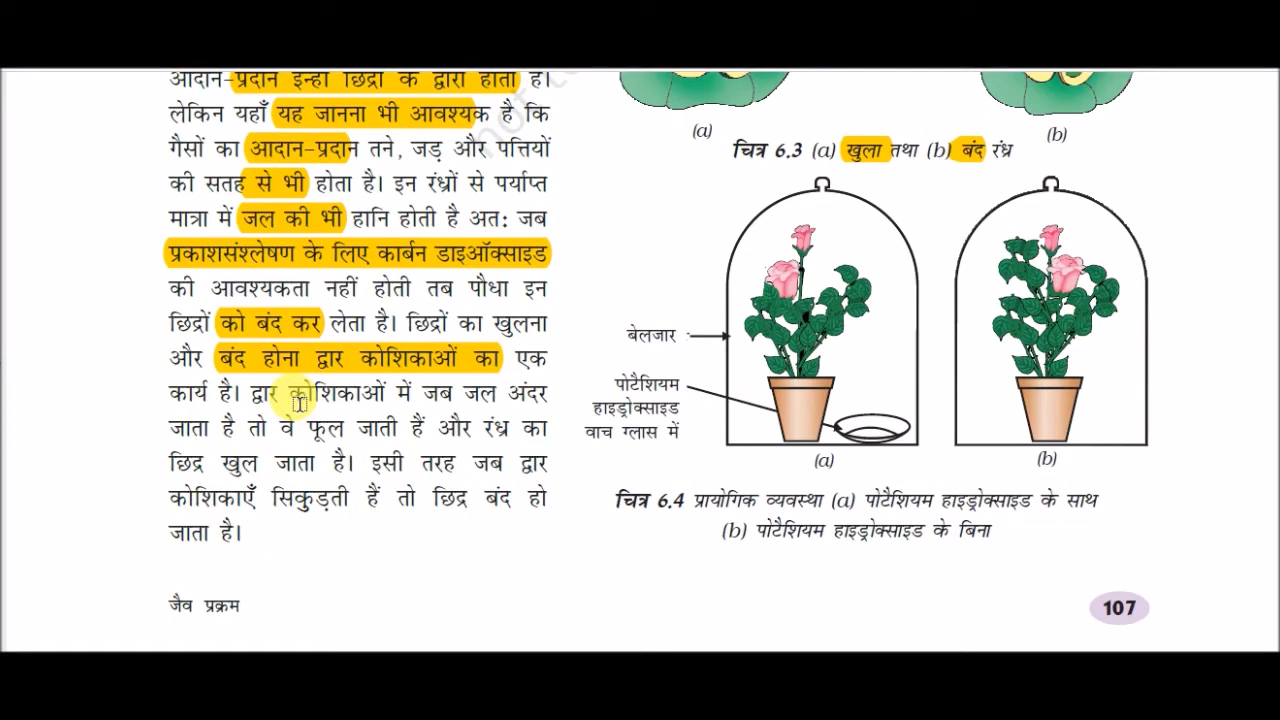 आदान-प्रदान इन्हीं छिद्रों के द्वारा होता है।
लेकिन यहाँ यह जानना भी आवश्यक है कि
गैसों का आदान-प्रदान तने, जड़ और पत्तियों
की सतह से भी होता है। इन रंध्रों से पर्याप्त
मात्रा में जल की भी हानि होती है अत: जब
प्रकाशसंश्लेषण के लिए कार्बन डाइऑक्साइड
की आवश्यकता नहीं होती तब पौधा इन
छिद्रों को बंद कर लेता है। छिद्रों का खुलना
और बंद होना द्वार कोशिकाओं का एक
कार्य है। द्वार कोशिकाओं में जब जल अंदर
जाता है तो वे फूल जाती हैं और रंध्र का
छिद्र खुल जाता है। इसी तरह जब द्वार
कोशिकाएँ सिकुड़ती हैं तो छिद्र बंद हो
जाता है।
जैव प्रक्रम
(a)
(b)
चित्र 6.3 (a) खुला तथा (b) बंद रंध्र
बेलजार
पोटैशियम
हाइड्रोक्साइड
वाच ग्लास में
(a)
(b)
चित्र 6.4 प्रायोगिक व्यवस्था (a) पोटैशियम हाइड्रोक्साइड के साथ
(b) पोटैशियम हाइड्रोक्साइड के बिना
107